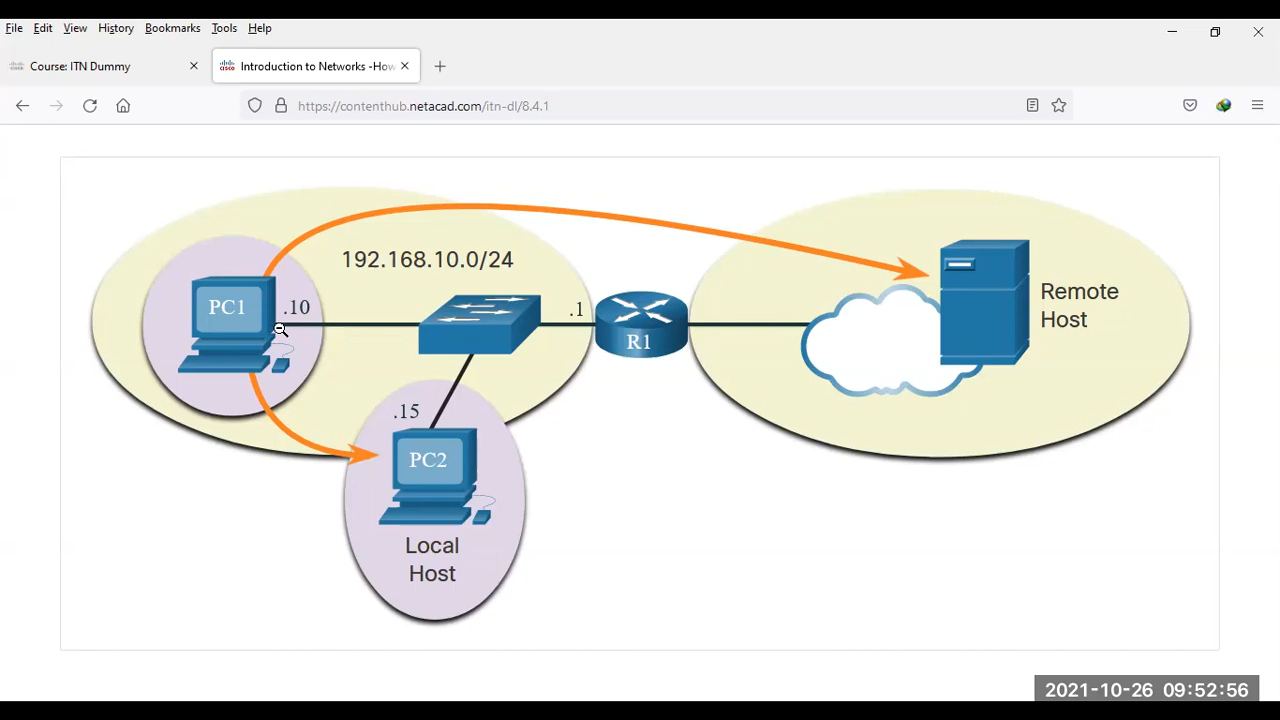 File Edit View History Bookmarks Tools Help
Course: ITN Dummy
Introduction to Networks -How
https://contenthub.netacad.com/itn-dl/8.4.1
192.168.10.0/24
Remote
Host
PC1
.10
.1
R1
.15
PC2
Local
Host
2021-10-26 09:52:56